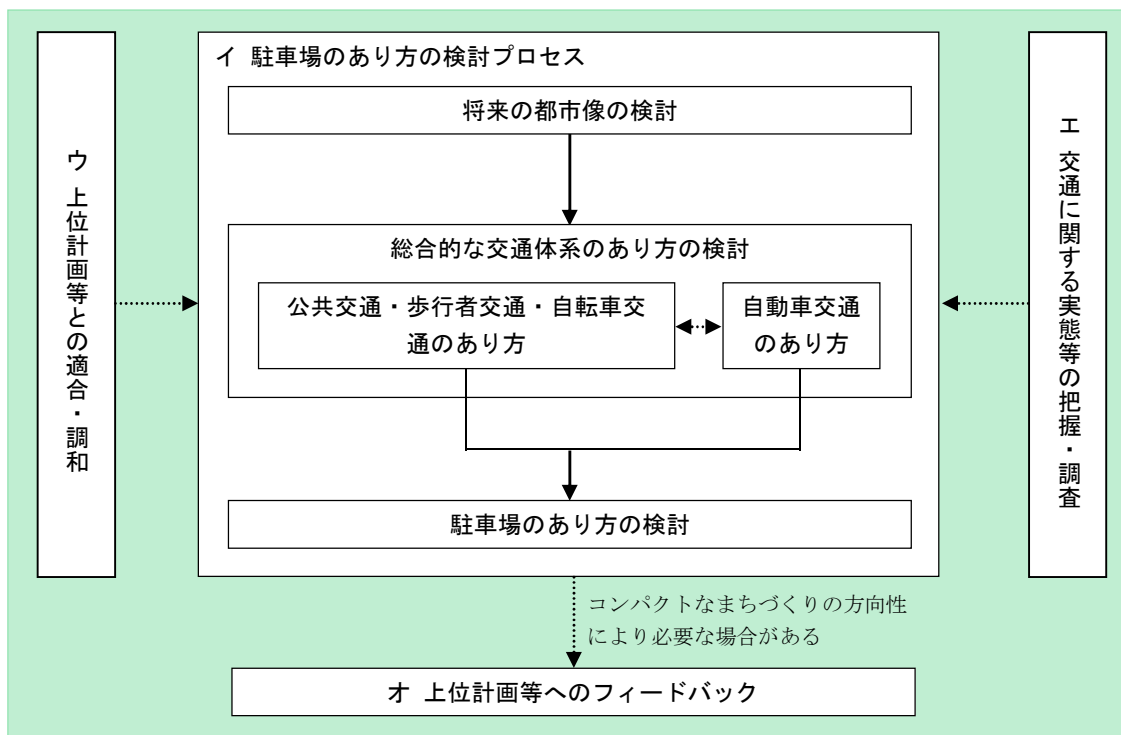 イ 駐車場のあり方の検討プロセス
将来の都市像の検討
総合的な交通体系のあり方の検討
公共交通・歩行者交通・自転車交
通のあり方
自動車交通
のあり方
駐車場のあり方の検討
ウ 上位計画等との適合・調和
エ 交通に関する実態等の把握・調査
コンパクトなまちづくりの方向性
により必要な場合がある
オ 上位計画等へのフィードバック